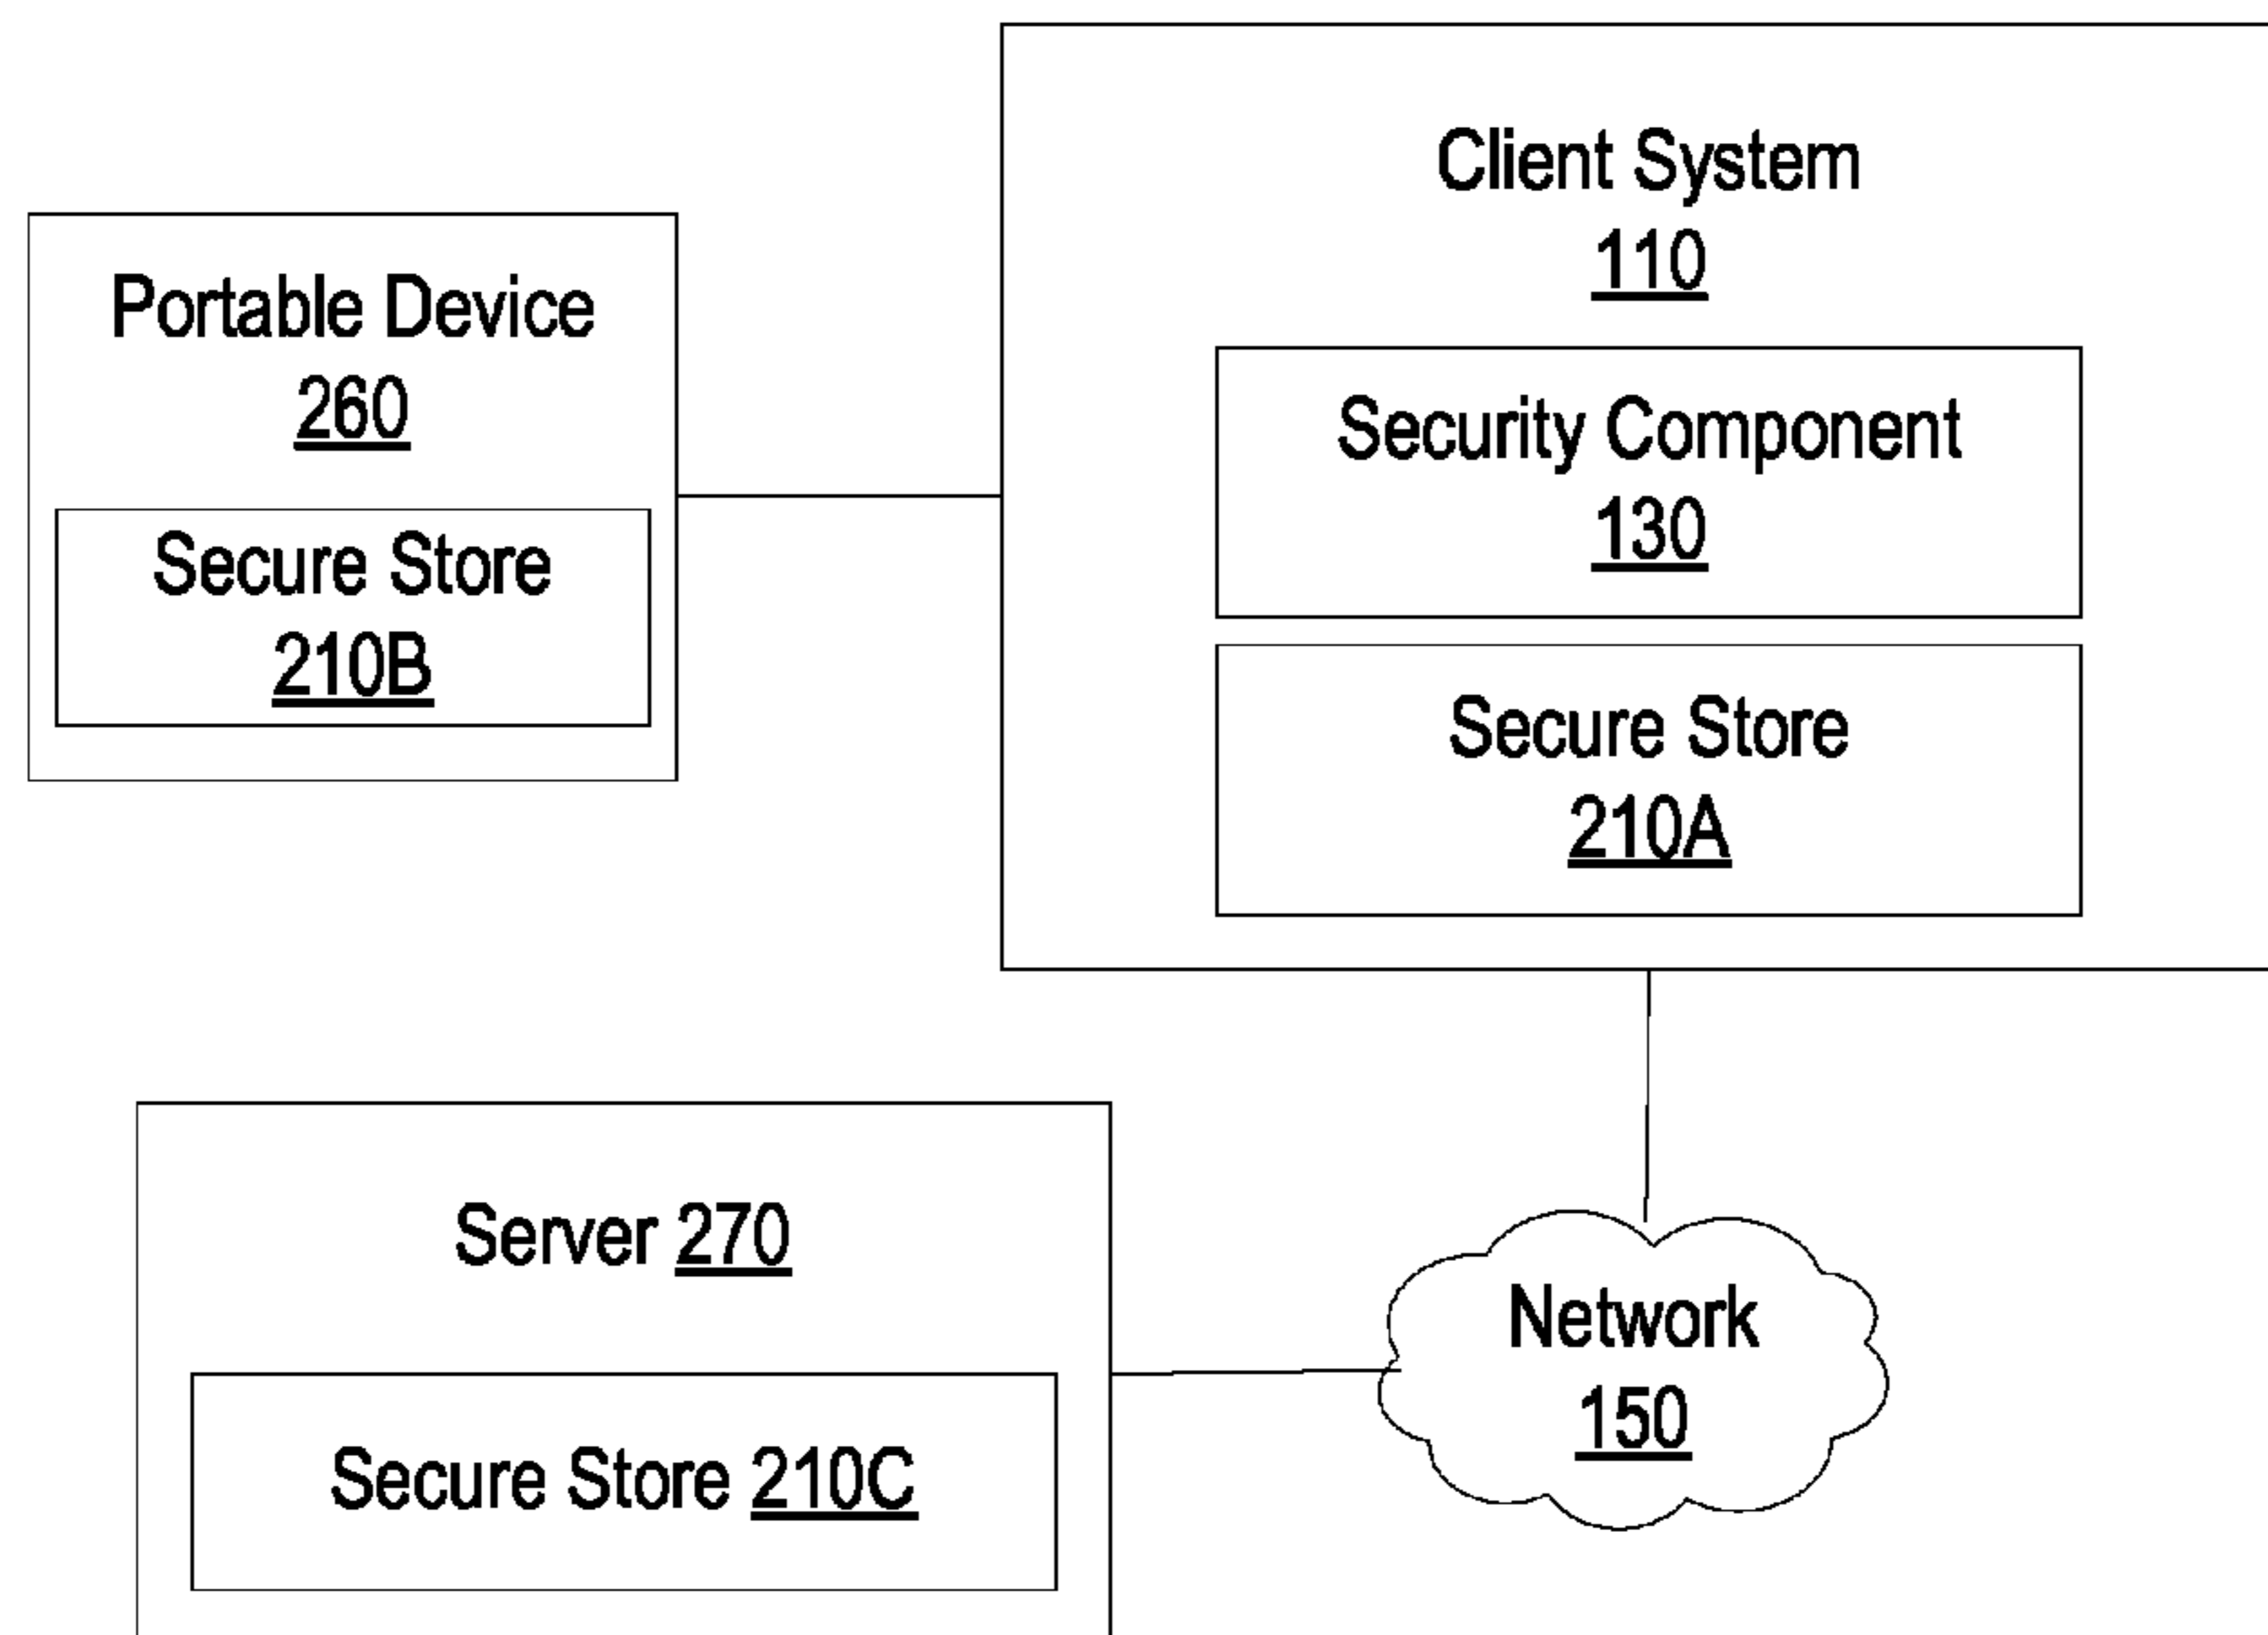 Client System
110
Portable Device
260
Security Component
130
Secure Store
210B
Secure Store
210A
Server 270
Network
150
Secure Store 210C